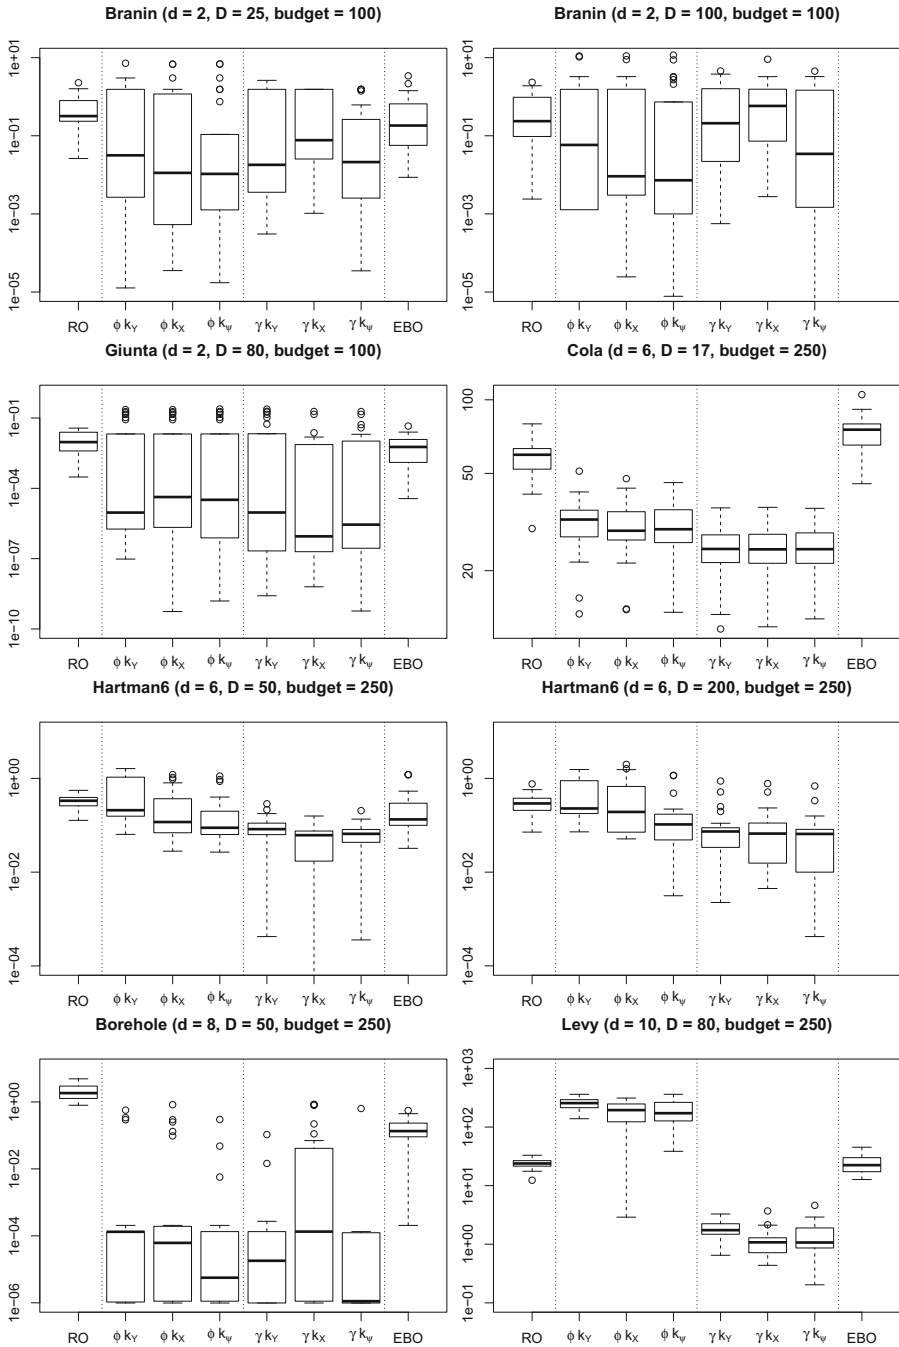 Branin (d = 2, D = 25, budget = 100)
1e+01
1e−01
1e−03
1e−05
RO ϕ k_Y ϕ k_X ϕ k_ψ γ k_Y γ k_X γ k_ψ EBO
Branin (d = 2, D = 100, budget = 100)
1e+01
1e−01
1e−03
1e−05
RO ϕ k_Y ϕ k_X ϕ k_ψ γ k_Y γ k_X γ k_ψ
Giunta (d = 2, D = 80, budget = 100)
1e−01
1e−04
1e−07
1e−10
RO ϕ k_Y ϕ k_X ϕ k_ψ γ k_Y γ k_X γ k_ψ EBO
Cola (d = 6, D = 17, budget = 250)
100
50
20
RO ϕ k_Y ϕ k_X ϕ k_ψ γ k_Y γ k_X γ k_ψ EBO
Hartman6 (d = 6, D = 50, budget = 250)
1e+00
1e−02
1e−04
RO ϕ k_Y ϕ k_X ϕ k_ψ γ k_Y γ k_X γ k_ψ EBO
Hartman6 (d = 6, D = 200, budget = 250)
1e+00
1e−02
1e−04
RO ϕ k_Y ϕ k_X ϕ k_ψ γ k_Y γ k_X γ k_ψ
Borehole (d = 8, D = 50, budget = 250)
1e+00
1e−02
1e−04
1e−06
RO ϕ k_Y ϕ k_X ϕ k_ψ γ k_Y γ k_X γ k_ψ EBO
Levy (d = 10, D = 80, budget = 250)
1e+03
1e+02
1e+01
1e+00
1e−01
RO ϕ k_Y ϕ k_X ϕ k_ψ γ k_Y γ k_X γ k_ψ EBO